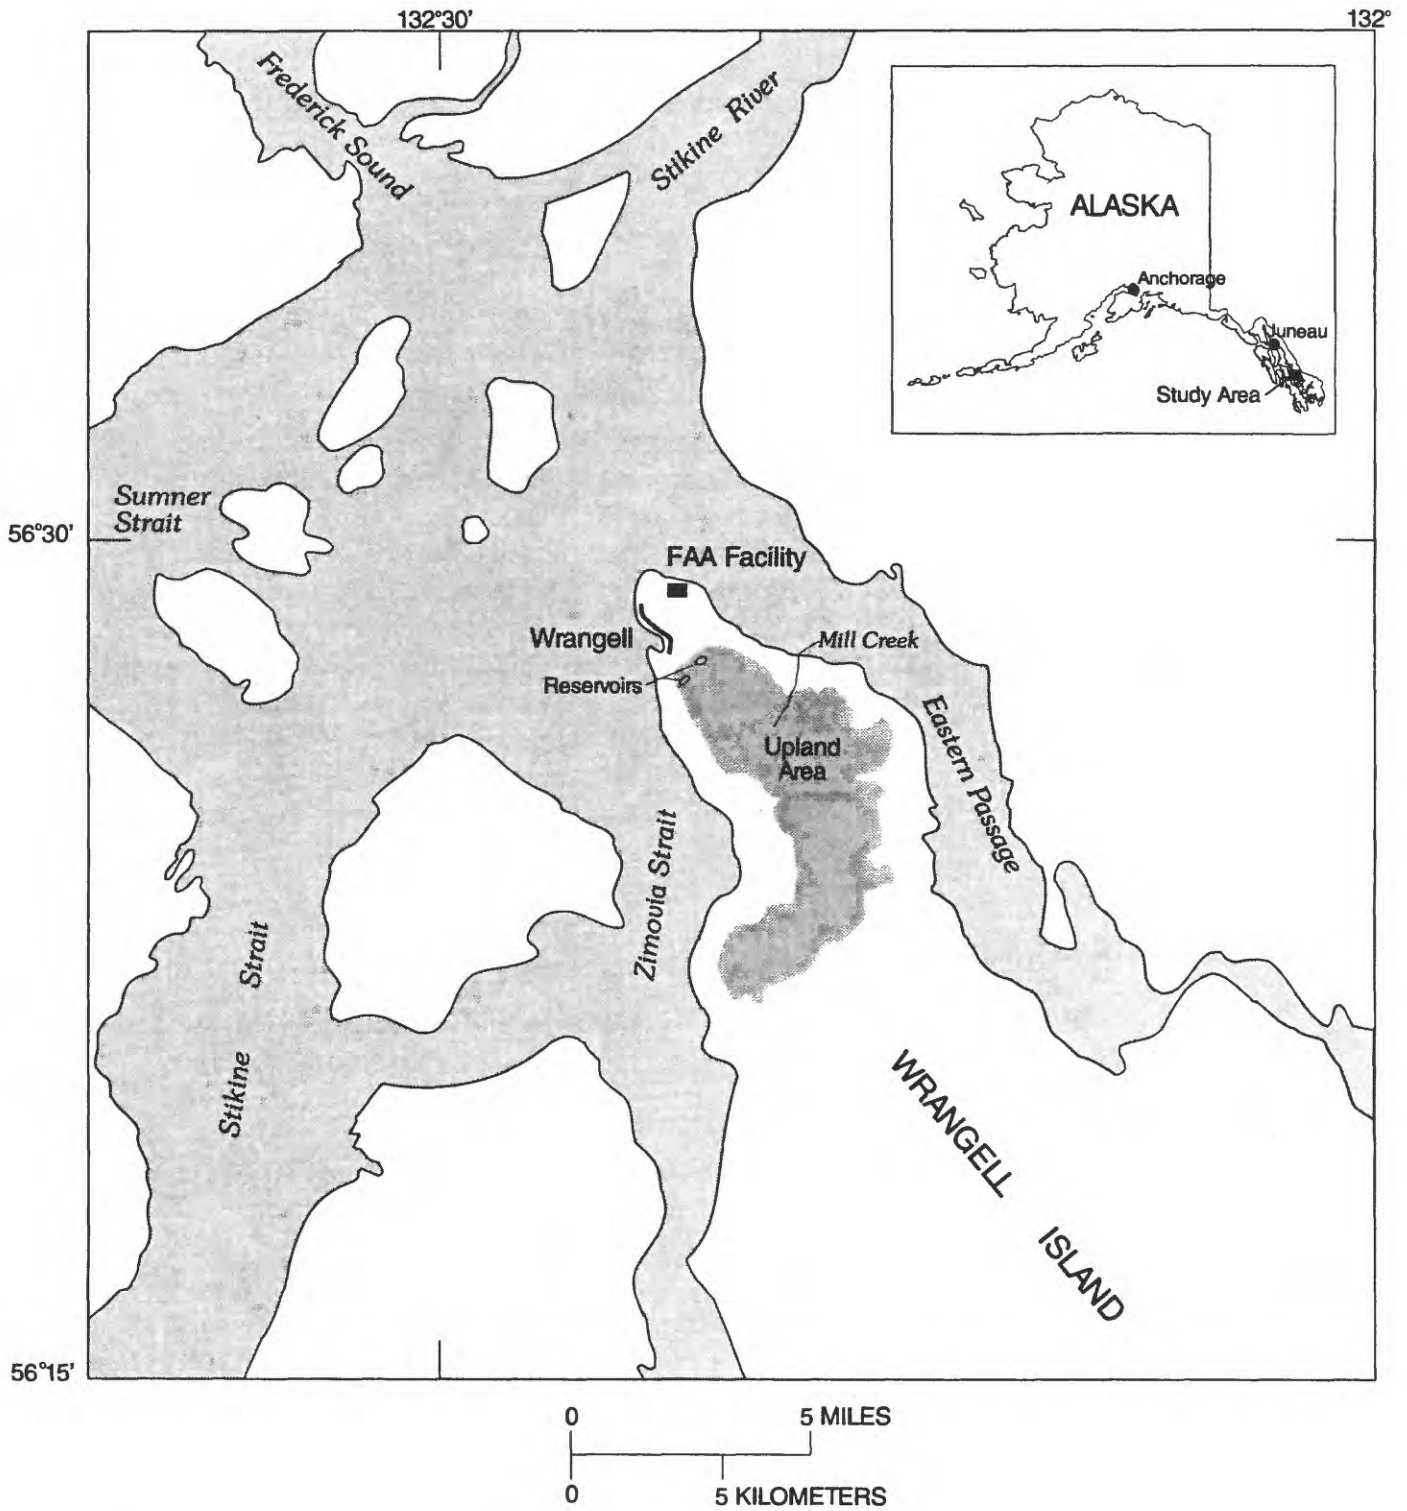 132°30'
132°
Frederick Sound
Stikine River
ALASKA
Anchorage
Juneau
Study Area
Sumner
Strait
56°30'
FAA Facility
Wrangell
Mill Creek
Reservoirs
Upland
Area
Eastern Passage
Zimovia Strait
Stikine Strait
WRANGELL ISLAND
56°15'
0 5 MILES
0 5 KILOMETERS